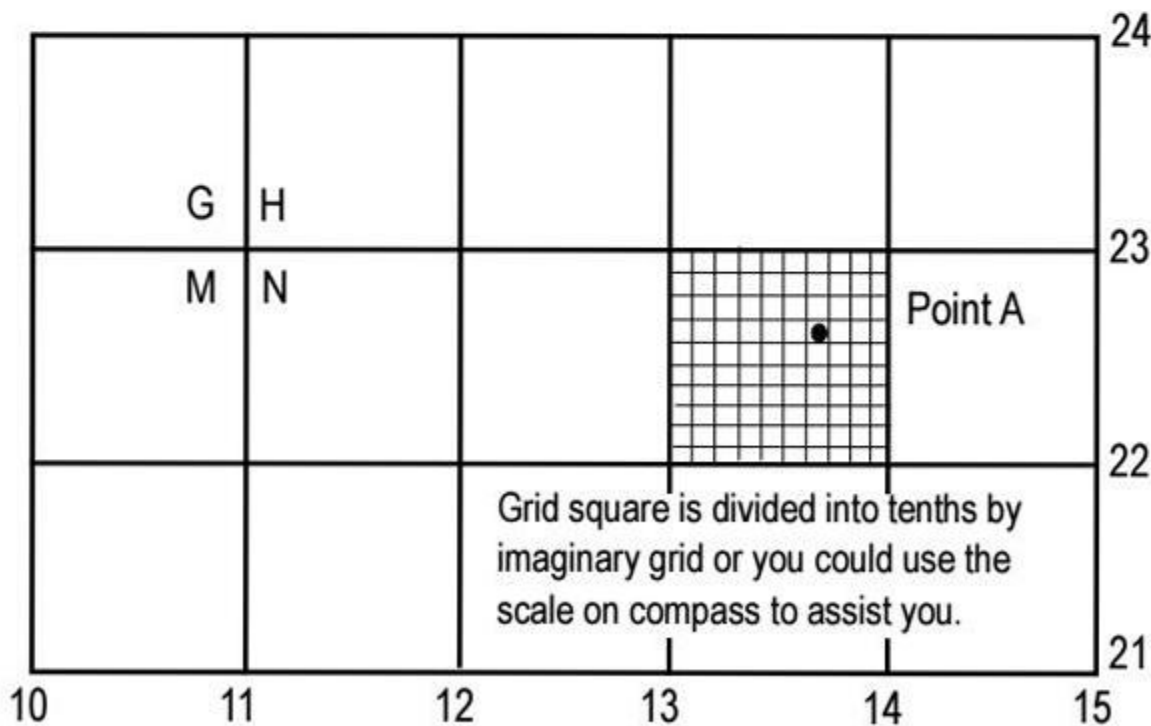 24
G H
23
M N
Point A
22
Grid square is divided into tenths by
imaginary grid or you could use the
scale on compass to assist you.
21
10 11 12 13 14 15